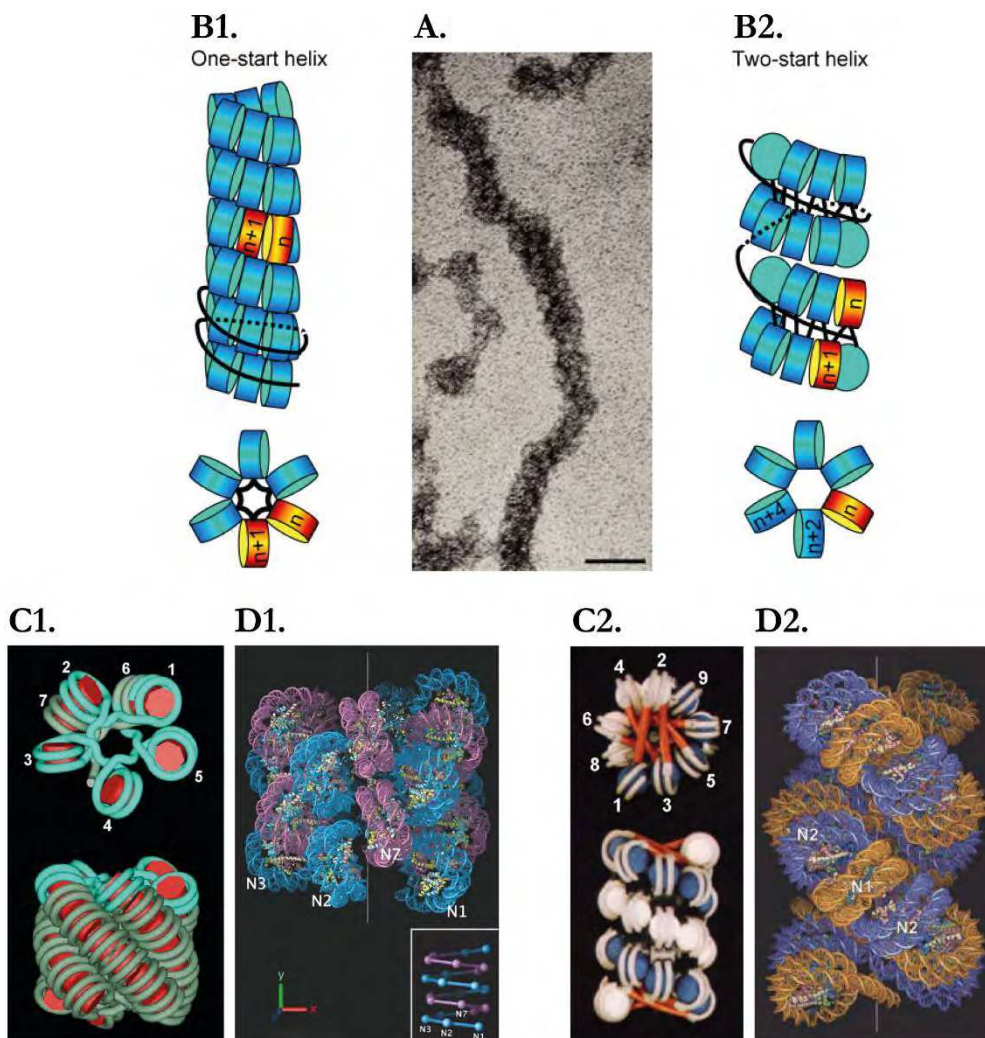 B1.
One-start helix
n+1
n
n+1
n
A.
B2.
Two-start helix
n
n+1
n+4
n+2
n
C1.
2
6
1
7
3
5
4
D1.
N3
N2
N7
N1
y
x
N7
N3
N2
N1
C2.
4
2
9
6
7
8
5
1
3
D2.
N2
N1
N2